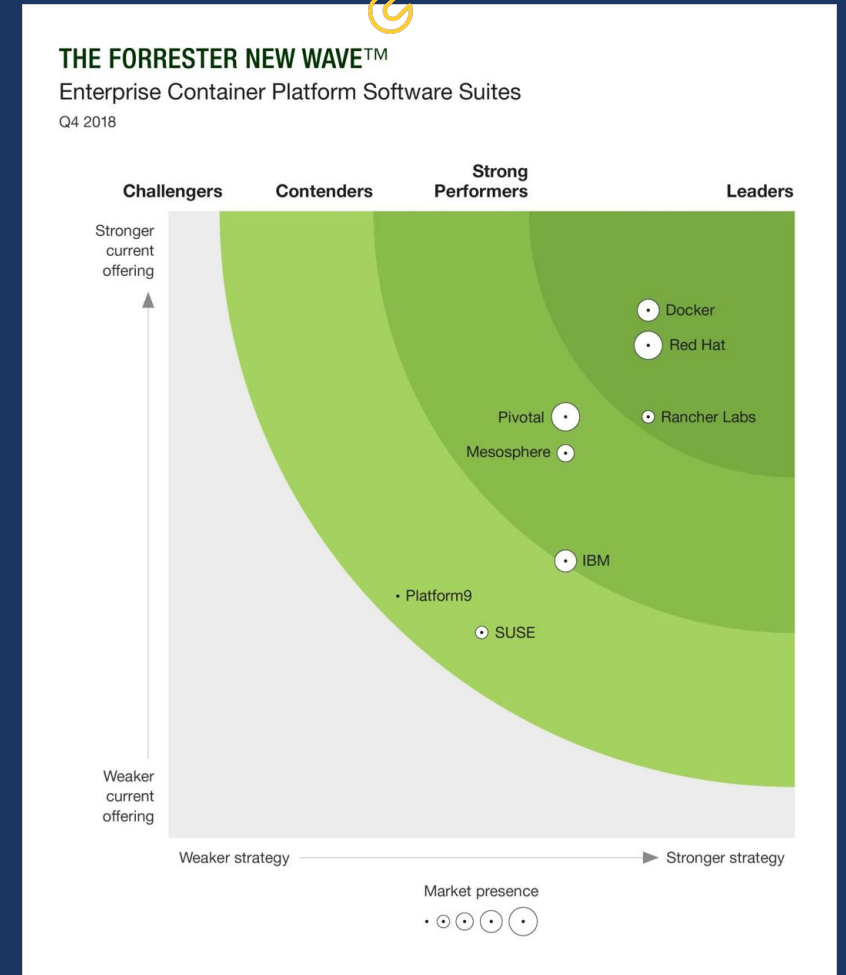 THE FORRESTER NEW WAVE™
Enterprise Container Platform Software Suites
Q4 2018
Challengers
Contenders
Strong
Performers
Leaders
Stronger
current
offering
Docker
Red Hat
Pivotal
Rancher Labs
Mesosphere
IBM
Platform9
SUSE
Weaker
current
offering
Weaker strategy
Stronger strategy
Market presence